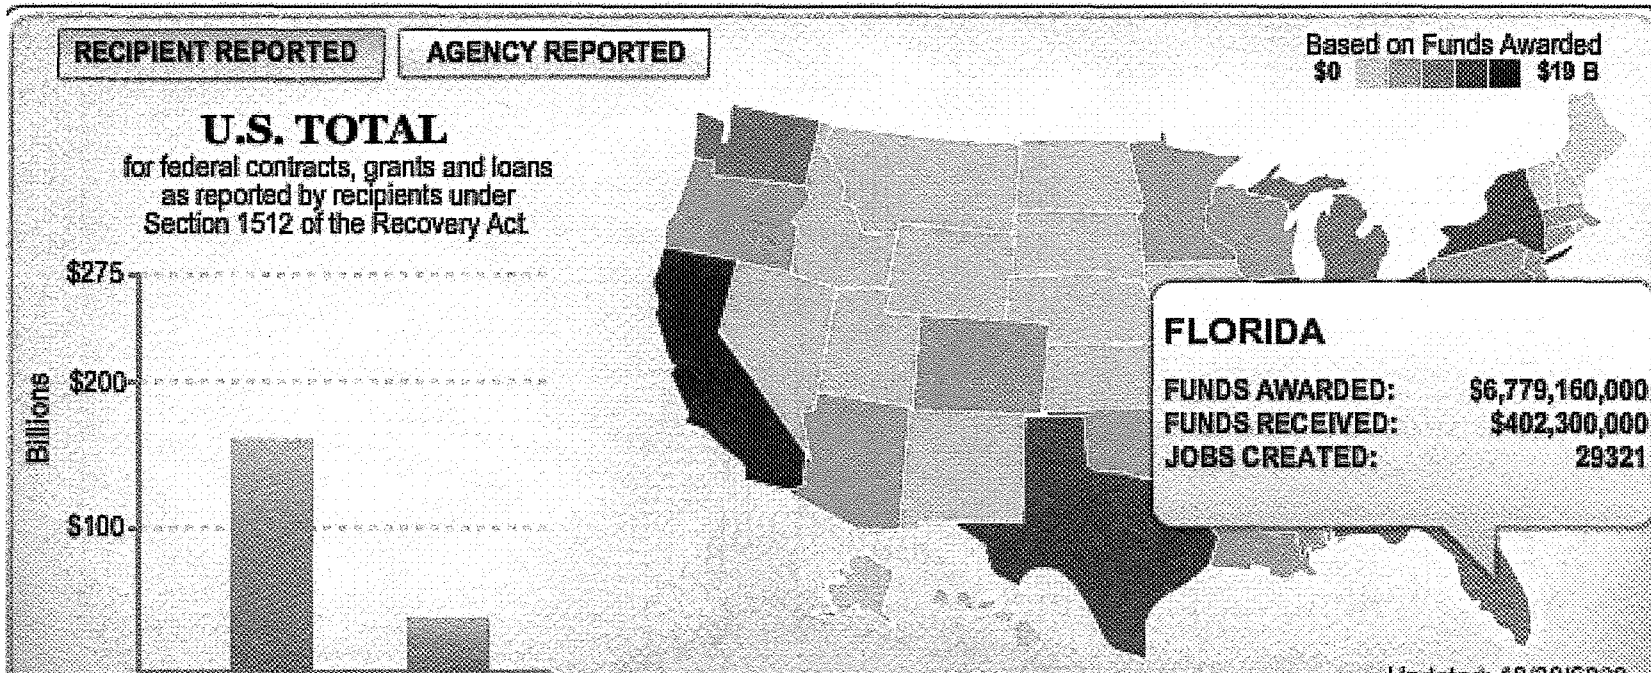 RECIPIENT REPORTED
AGENCY REPORTED
Based on Funds Awarded
$0 $19 B
U.S. TOTAL
for federal contracts, grants and loans
as reported by recipients under
Section 1512 of the Recovery Act
$275
$200
$100
Billions
FLORIDA
FUNDS AWARDED: $6,779,160,000
FUNDS RECEIVED: $402,300,000
JOBS CREATED: 29321